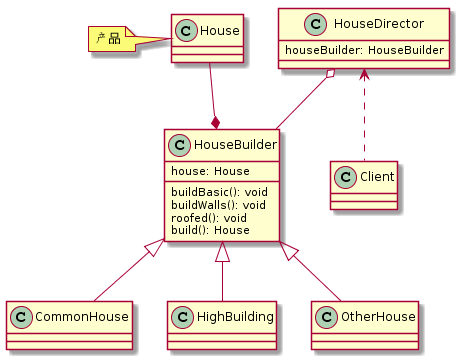 产品
C House
C HouseDirector
houseBuilder: HouseBuilder
C HouseBuilder
house: House
buildBasic(): void
buildWalls(): void
roofed(): void
build(): House
C Client
C CommonHouse
C HighBuilding
C OtherHouse